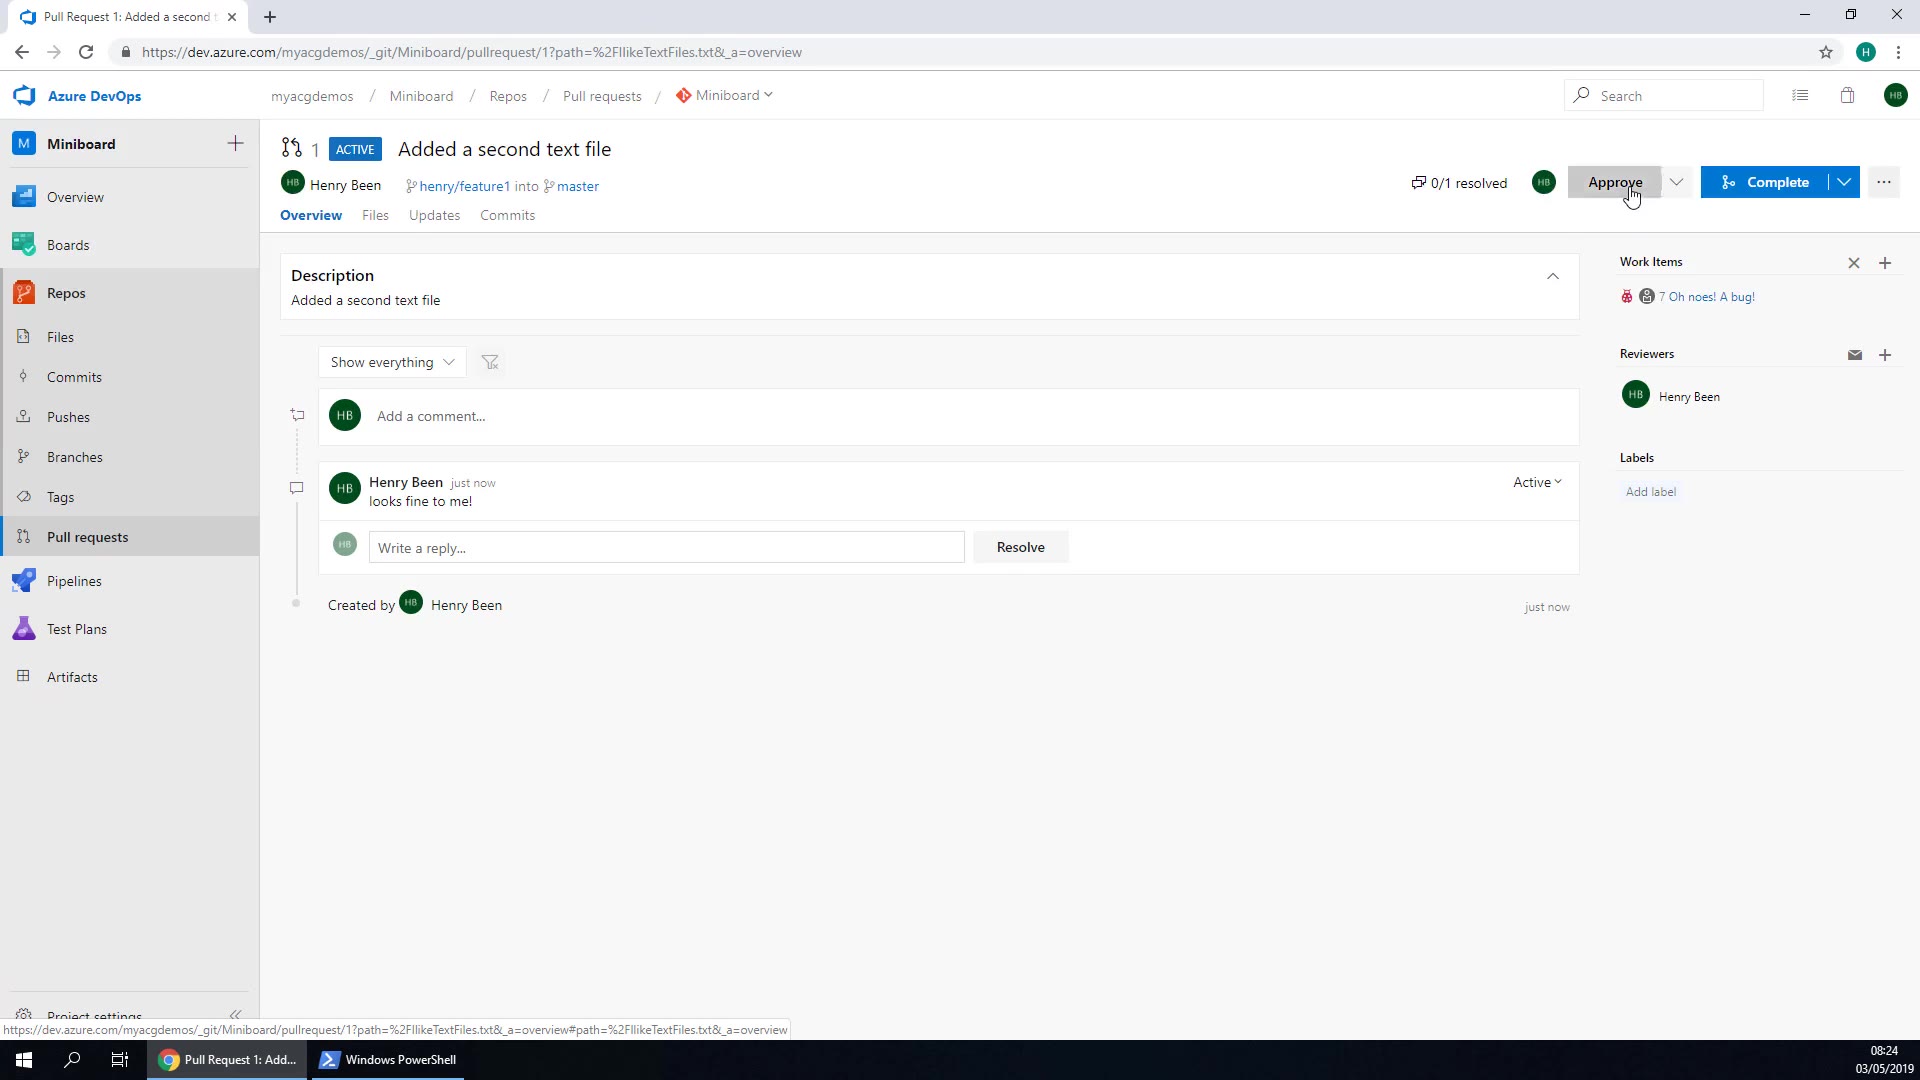 Pull Request 1: Added a second t
https://dev.azure.com/myacgdemos/_git/Miniboard/pullrequest/1?path=%2FIlikeTextFiles.txt&_a=overview
H
Azure DevOps
myacgdemos / Miniboard / Repos / Pull requests / Miniboard
Search
HB
M Miniboard
Overview
Boards
Repos
Files
Commits
Pushes
Branches
Tags
Pull requests
Pipelines
Test Plans
Artifacts
Project settings
1 ACTIVE Added a second text file
HB Henry Been henry/feature1 into master
0/1 resolved HB Approve Complete
Overview Files Updates Commits
Description
Added a second text file
Show everything
HB Add a comment...
HB Henry Been just now Active
looks fine to me!
HB Write a reply... Resolve
Created by HB Henry Been just now
Work Items
7 Oh noes! A bug!
Reviewers
HB Henry Been
Labels
Add label
https://dev.azure.com/myacgdemos/_git/Miniboard/pullrequest/1?path=%2FIlikeTextFiles.txt&_a=overview#path=%2FIlikeTextFiles.txt&_a=overview
Pull Request 1: Add... Windows PowerShell
08:24
03/05/2019